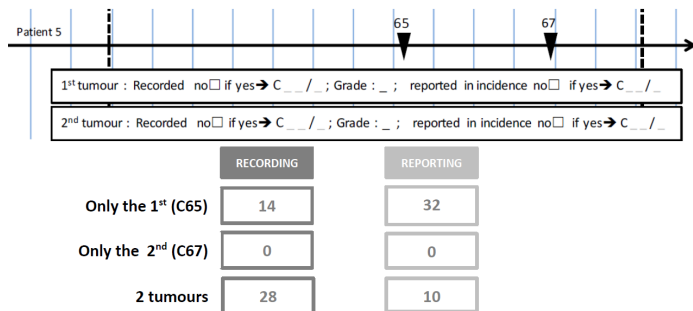 65 67
Patient 5
1st tumour : Recorded no□ if yes➔ C _ _ / _ ; Grade : _ ; reported in incidence no□ if yes➔ C _ _ / _
2nd tumour : Recorded no□ if yes➔ C _ _ / _ ; Grade : _ ; reported in incidence no□ if yes➔ C _ _ / _
RECORDING REPORTING
Only the 1st (C65) 14 32
Only the 2nd (C67) 0 0
2 tumours 28 10